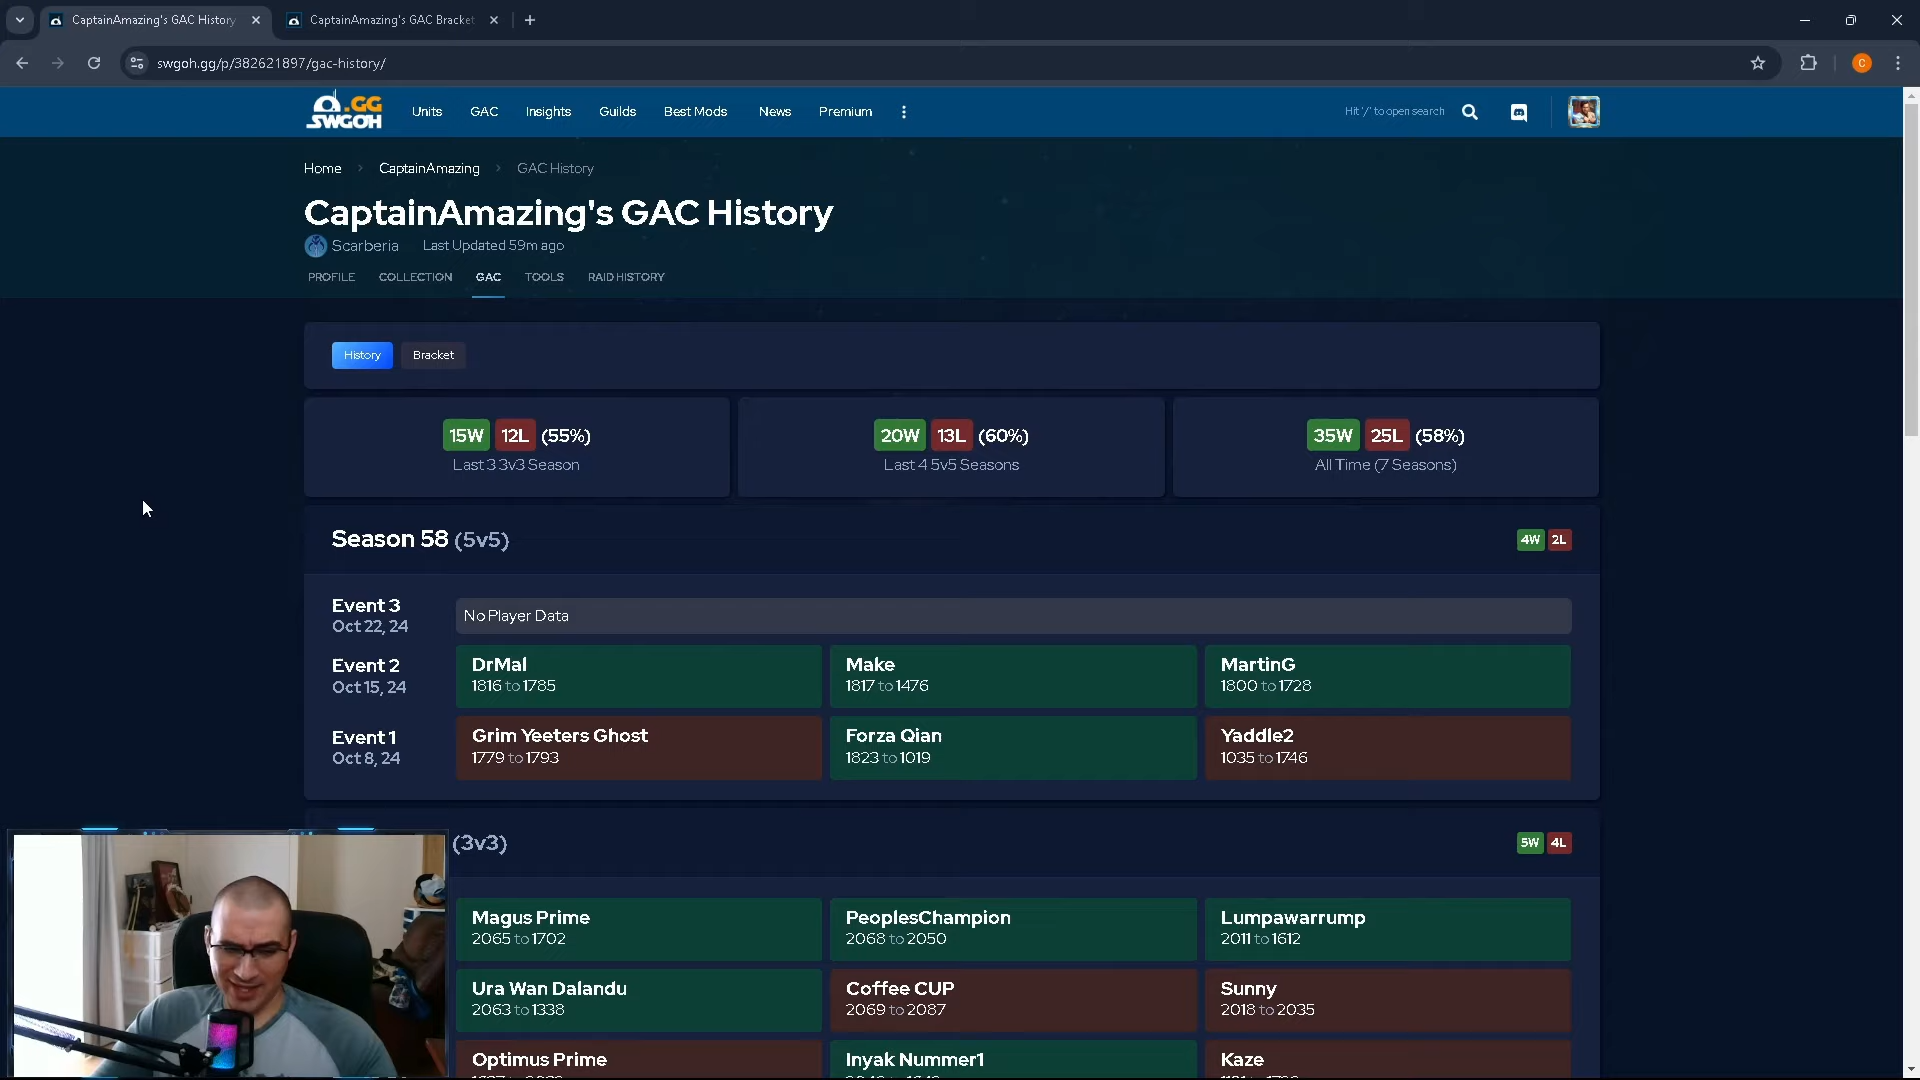 CaptainAmazing's GAC History
CaptainAmazing's GAC Bracket
swgoh.gg/p/382621897/gac-history/
C
.GG
SWGOH
Units
GAC
Insights
Guilds
Best Mods
News
Premium
Hit '/' to open search
Home
CaptainAmazing
GAC History
CaptainAmazing's GAC History
Scarberia
Last Updated 59m ago
PROFILE
COLLECTION
GAC
TOOLS
RAID HISTORY
History
Bracket
15W 12L (55%)
Last 3 3v3 Season
20W 13L (60%)
Last 4 5v5 Seasons
35W 25L (58%)
All Time (7 Seasons)
Season 58 (5v5)
4W 2L
Event 3
Oct 22, 24
No Player Data
Event 2
Oct 15, 24
DrMal
1816 to 1785
Make
1817 to 1476
MartinG
1800 to 1728
Event 1
Oct 8, 24
Grim Yeeters Ghost
1779 to 1793
Forza Qian
1823 to 1019
Yaddle2
1035 to 1746
(3v3)
5W 4L
Magus Prime
2065 to 1702
PeoplesChampion
2068 to 2050
Lumpawarrump
2011 to 1612
Ura Wan Dalandu
2063 to 1338
Coffee CUP
2069 to 2087
Sunny
2018 to 2035
Optimus Prime
Inyak Nummer1
Kaze